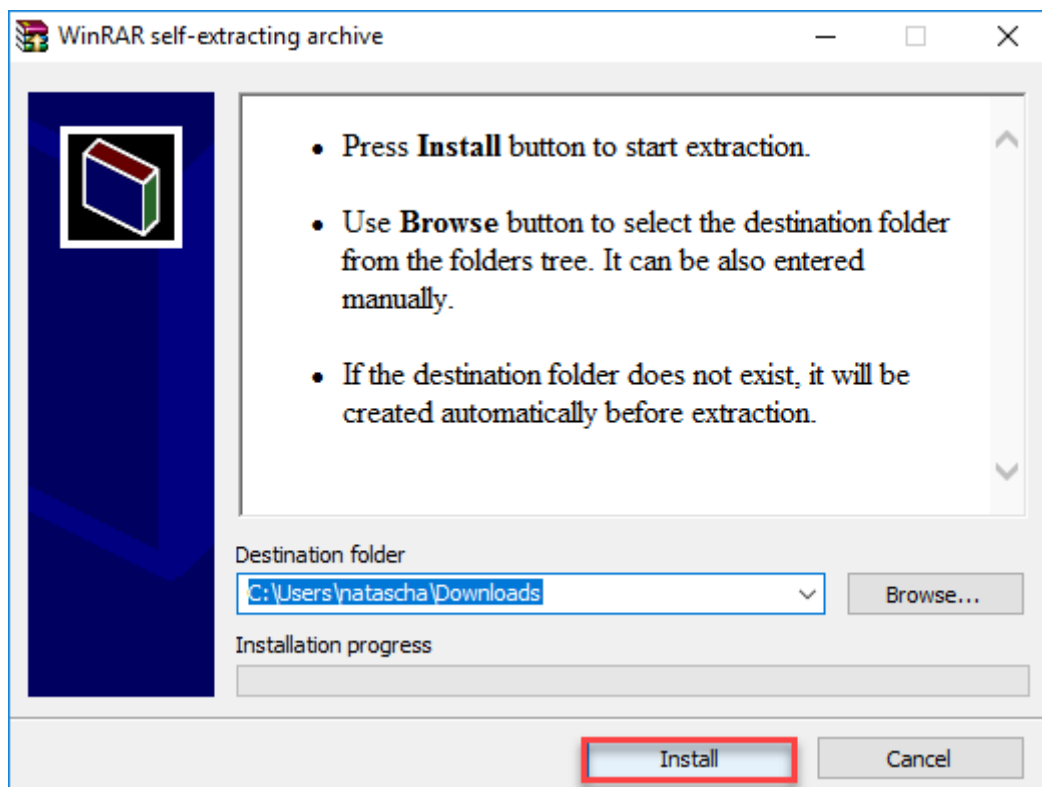 WinRAR self-extracting archive
• Press Install button to start extraction.
• Use Browse button to select the destination folder
from the folders tree. It can be also entered
manually.
• If the destination folder does not exist, it will be
created automatically before extraction.
Destination folder
C:\Users\natascha\Downloads
Browse...
Installation progress
Install
Cancel